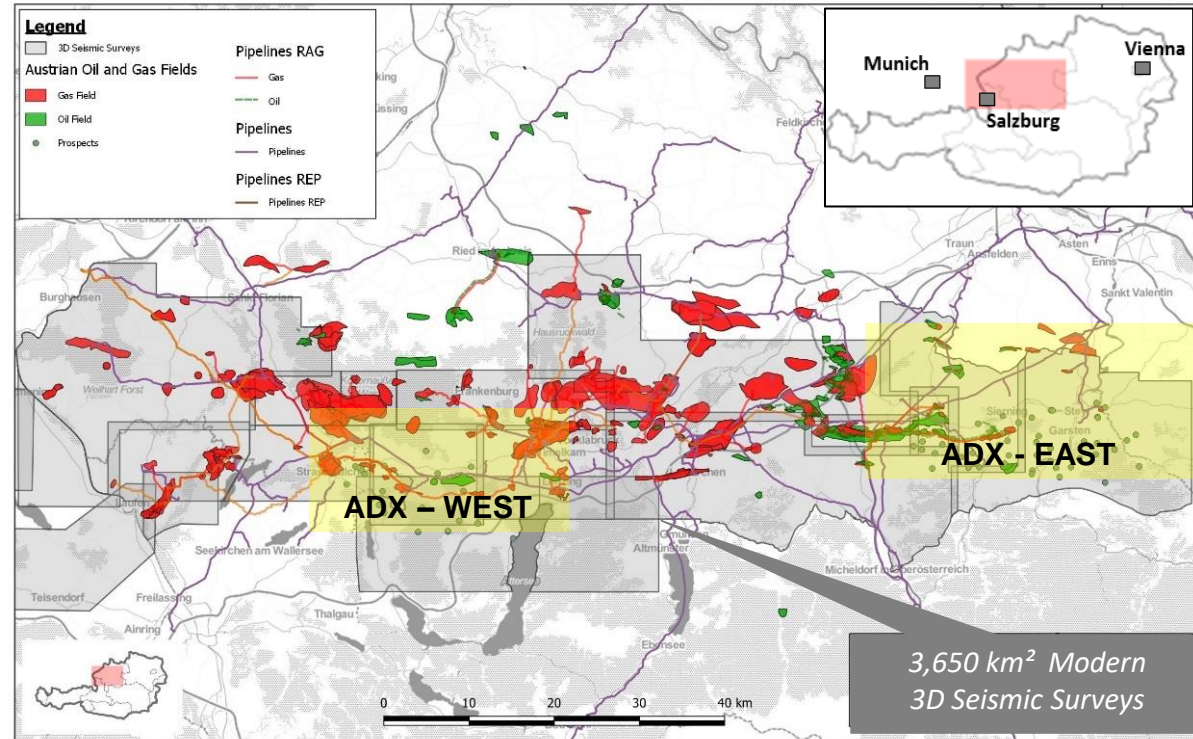 Legend
3D Seismic Surveys
Austrian Oil and Gas Fields
Gas Field
Oil Field
Prospects
Pipelines RAG
Gas
Oil
Pipelines
Pipelines
Pipelines REP
Pipelines REP
Munich
Vienna
Salzburg
Traun
Ansfelden
Asten
Enns
Sankt Valentin
Burghausen
Hausruckwald
Weilhart Forst
Frankenburg
Sierning
Garsten
ADX – WEST
ADX - EAST
Laufen
Seekirchen am Wallersee
Gmunden
Altmünster
Micheldorf in Oberösterreich
Teisendorf
Freilassing
Attersee
Thalgau
Ainring
Ebensee
3,650 km² Modern
3D Seismic Surveys
0 10 20 30 40 km